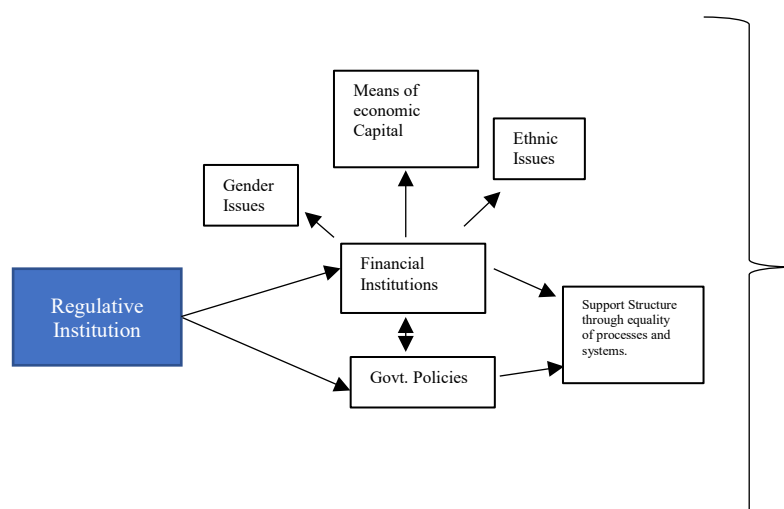 Means of
economic
Capital
Ethnic
Issues
Gender
Issues
Financial
Institutions
Regulative
Institution
Support Structure
through equality
of processes and
systems.
Govt. Policies